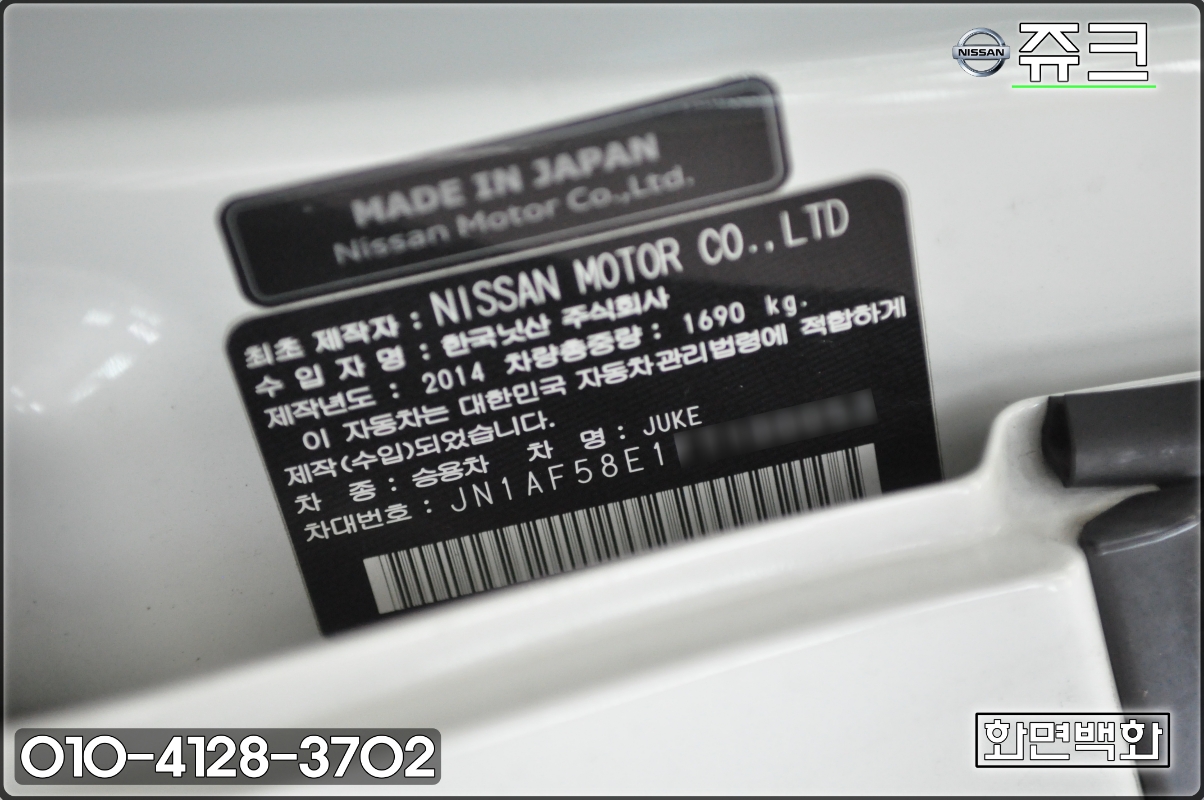 NISSAN 쥬크
MADE IN JAPAN
Nissan Motor Co.,Ltd.
최초 제작자 : NISSAN MOTOR CO.,LTD
수 입 자 명 : 한국닛산 주식회사
제작년도 : 2014 차량총중량 : 1690 kg.
이 자동차는 대한민국 자동차관리법령에 적합하게
제작(수입)되었습니다.
차 종 : 승용차 차 명 : JUKE
차대번호 : JN1AF58E1
010-4128-3702
화면백화